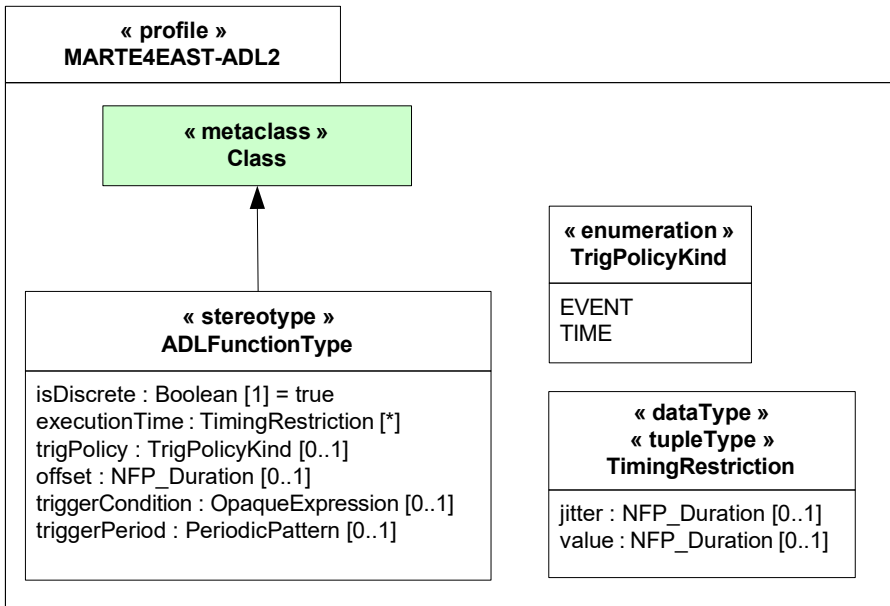 « profile »
MARTE4EAST-ADL2
« metaclass »
Class
« stereotype »
ADLFunctionType
isDiscrete : Boolean [1] = true
executionTime : TimingRestriction [*]
trigPolicy : TrigPolicyKind [0..1]
offset : NFP_Duration [0..1]
triggerCondition : OpaqueExpression [0..1]
triggerPeriod : PeriodicPattern [0..1]
« enumeration »
TrigPolicyKind
EVENT
TIME
« dataType »
« tupleType »
TimingRestriction
jitter : NFP_Duration [0..1]
value : NFP_Duration [0..1]